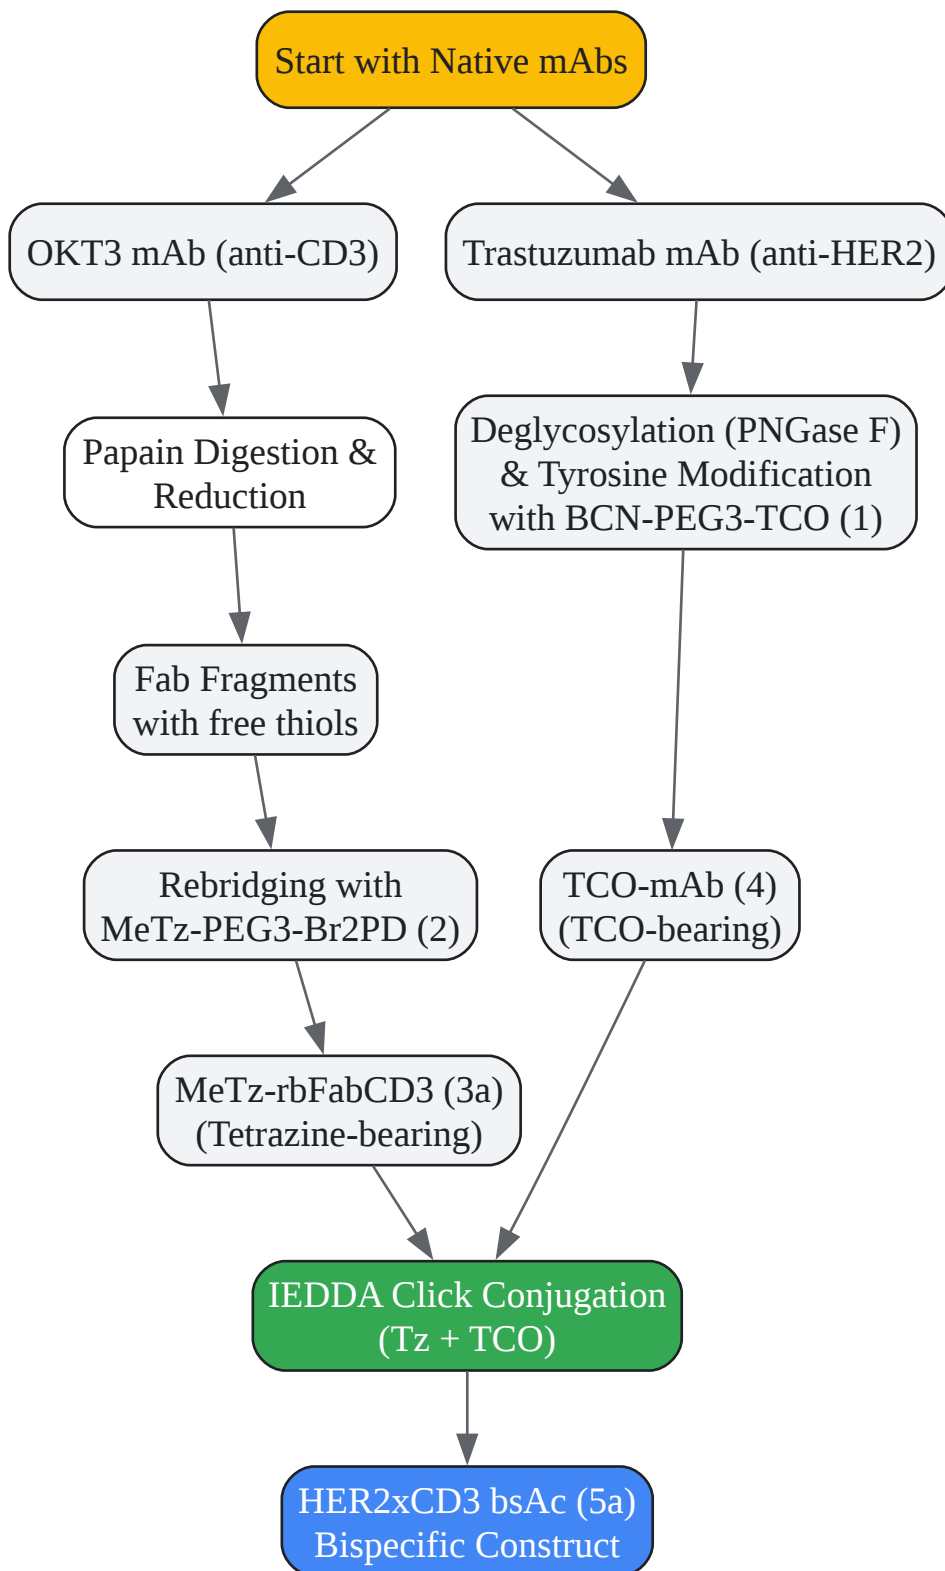 Start with Native mAbs
OKT3 mAb (anti-CD3)
Trastuzumab mAb (anti-HER2)
Papain Digestion &
Reduction
Deglycosylation (PNGase F)
& Tyrosine Modification
with BCN-PEG3-TCO (1)
Fab Fragments
with free thiols
Rebridging with
MeTz-PEG3-Br2PD (2)
TCO-mAb (4)
(TCO-bearing)
MeTz-rbFabCD3 (3a)
(Tetrazine-bearing)
IEDDA Click Conjugation
(Tz + TCO)
HER2xCD3 bsAc (5a)
Bispecific Construct